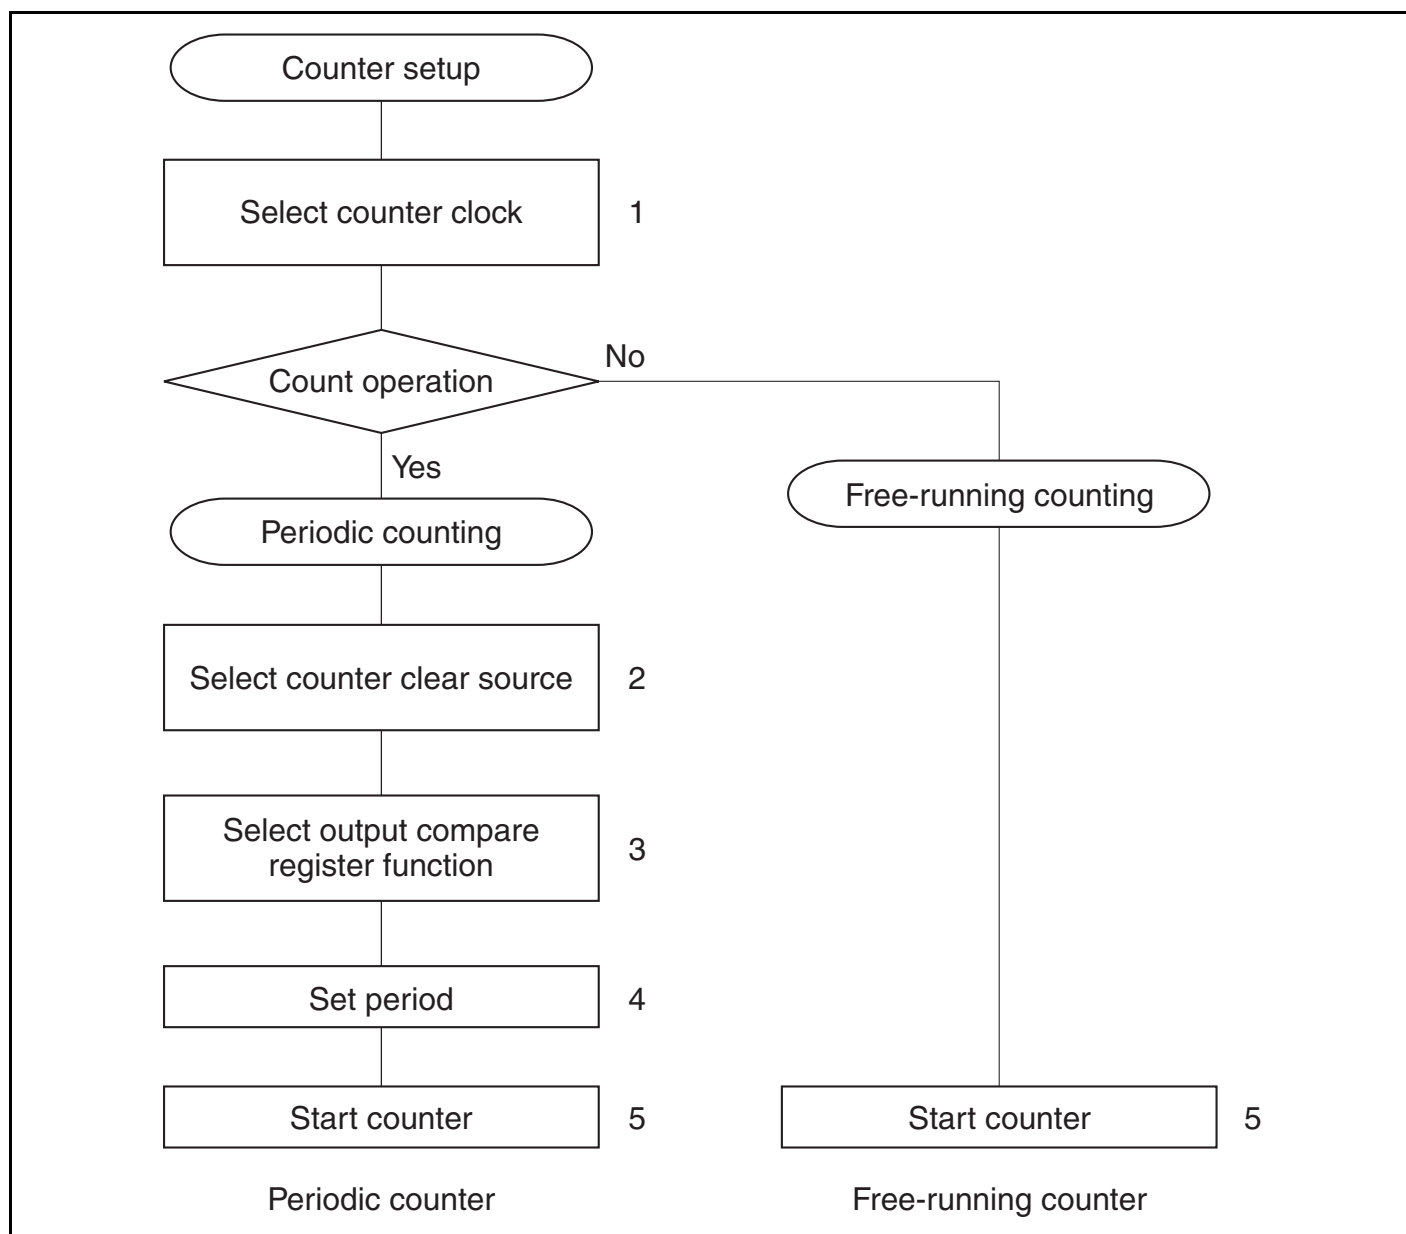 Counter setup
Select counter clock
1
Count operation
No
Yes
Free-running counting
Periodic counting
Select counter clear source
2
Select output compare
register function
3
Set period
4
Start counter
5
Start counter
5
Periodic counter
Free-running counter